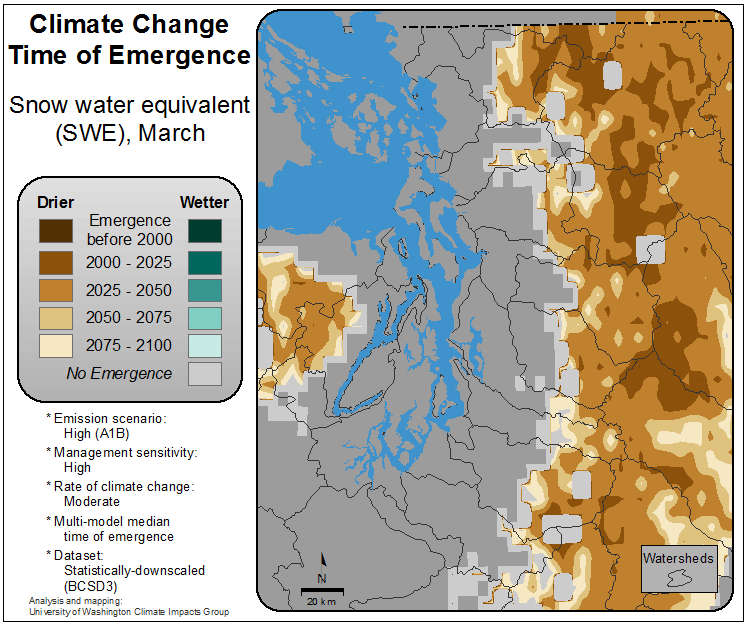 Climate Change
Time of Emergence
Snow water equivalent
(SWE), March
Drier
Wetter
Emergence
before 2000
2000 - 2025
2025 - 2050
2050 - 2075
2075 - 2100
No Emergence
* Emission scenario:
High (A1B)
* Management sensitivity:
High
* Rate of climate change:
Moderate
* Multi-model median
time of emergence
* Dataset:
Statistically-downscaled
(BCSD3)
Analysis and mapping:
University of Washington Climate Impacts Group
N
20 km
Watersheds